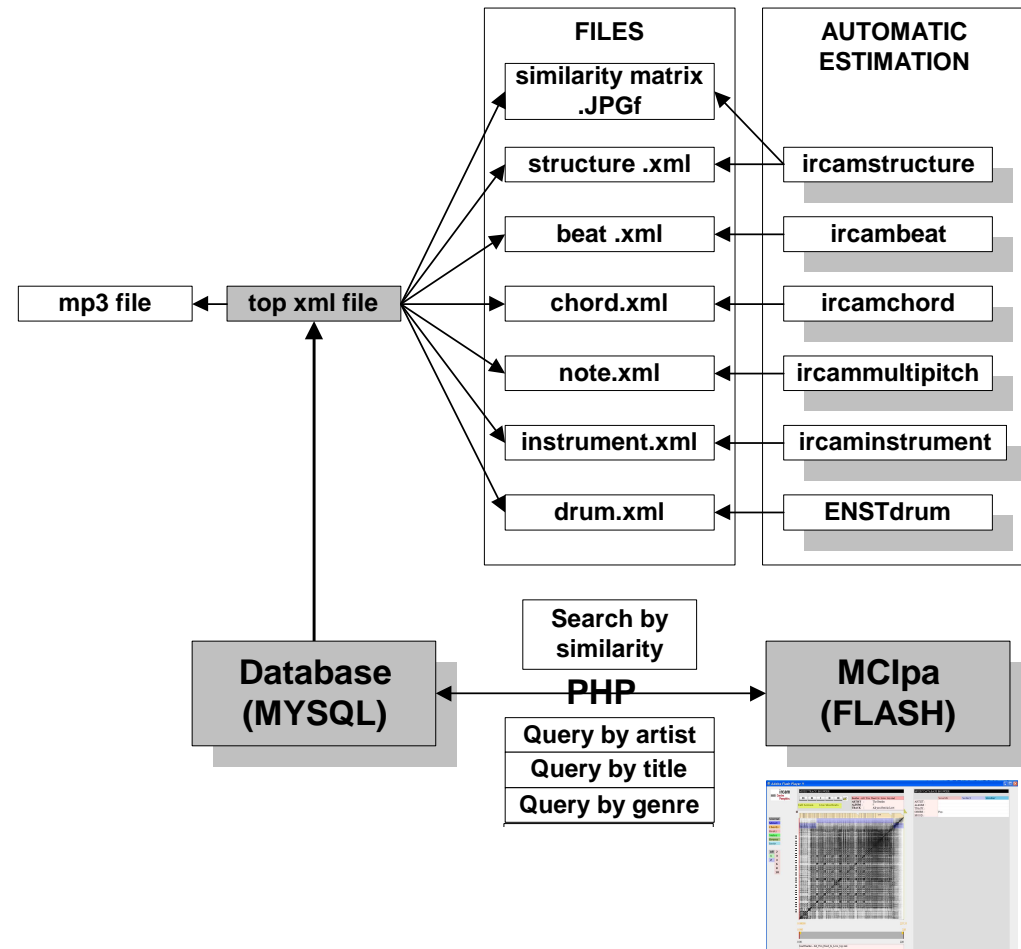 FILES
similarity matrix
.JPGf
structure .xml
beat .xml
chord.xml
note.xml
instrument.xml
drum.xml
AUTOMATIC
ESTIMATION
ircamstructure
ircambeat
ircamchord
ircammultipitch
ircaminstrument
ENSTdrum
mp3 file
top xml file
Database
(MYSQL)
Search by
similarity
PHP
Query by artist
Query by title
Query by genre
MCIpa
(FLASH)
ircam